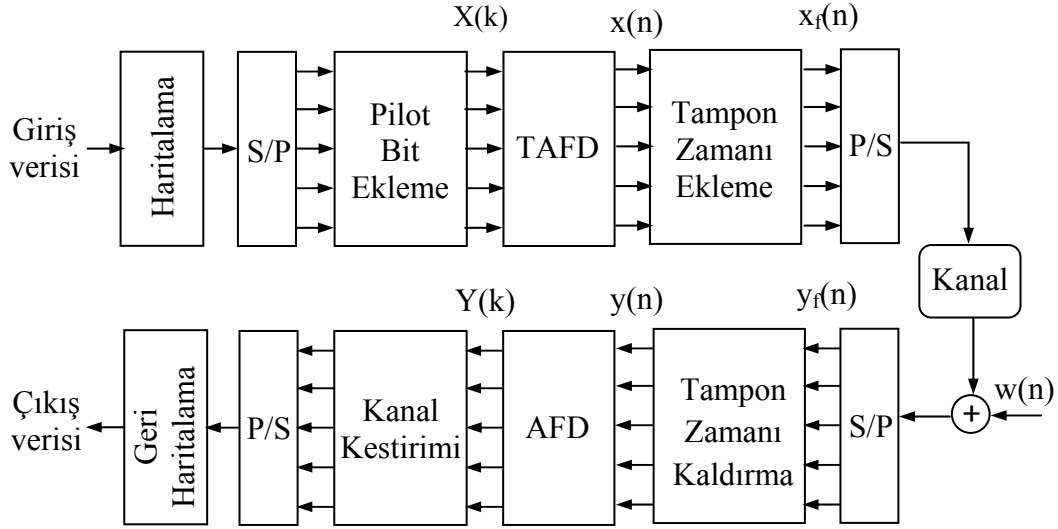 X(k)
x(n)
x_f(n)
Giriş
verisi
Haritalama
S/P
Pilot
Bit
Ekleme
TAFD
Tampon
Zamanı
Ekleme
P/S
Kanal
Y(k)
y(n)
y_f(n)
w(n)
+
Çıkış
verisi
Geri
Haritalama
P/S
Kanal
Kestirimi
AFD
Tampon
Zamanı
Kaldırma
S/P